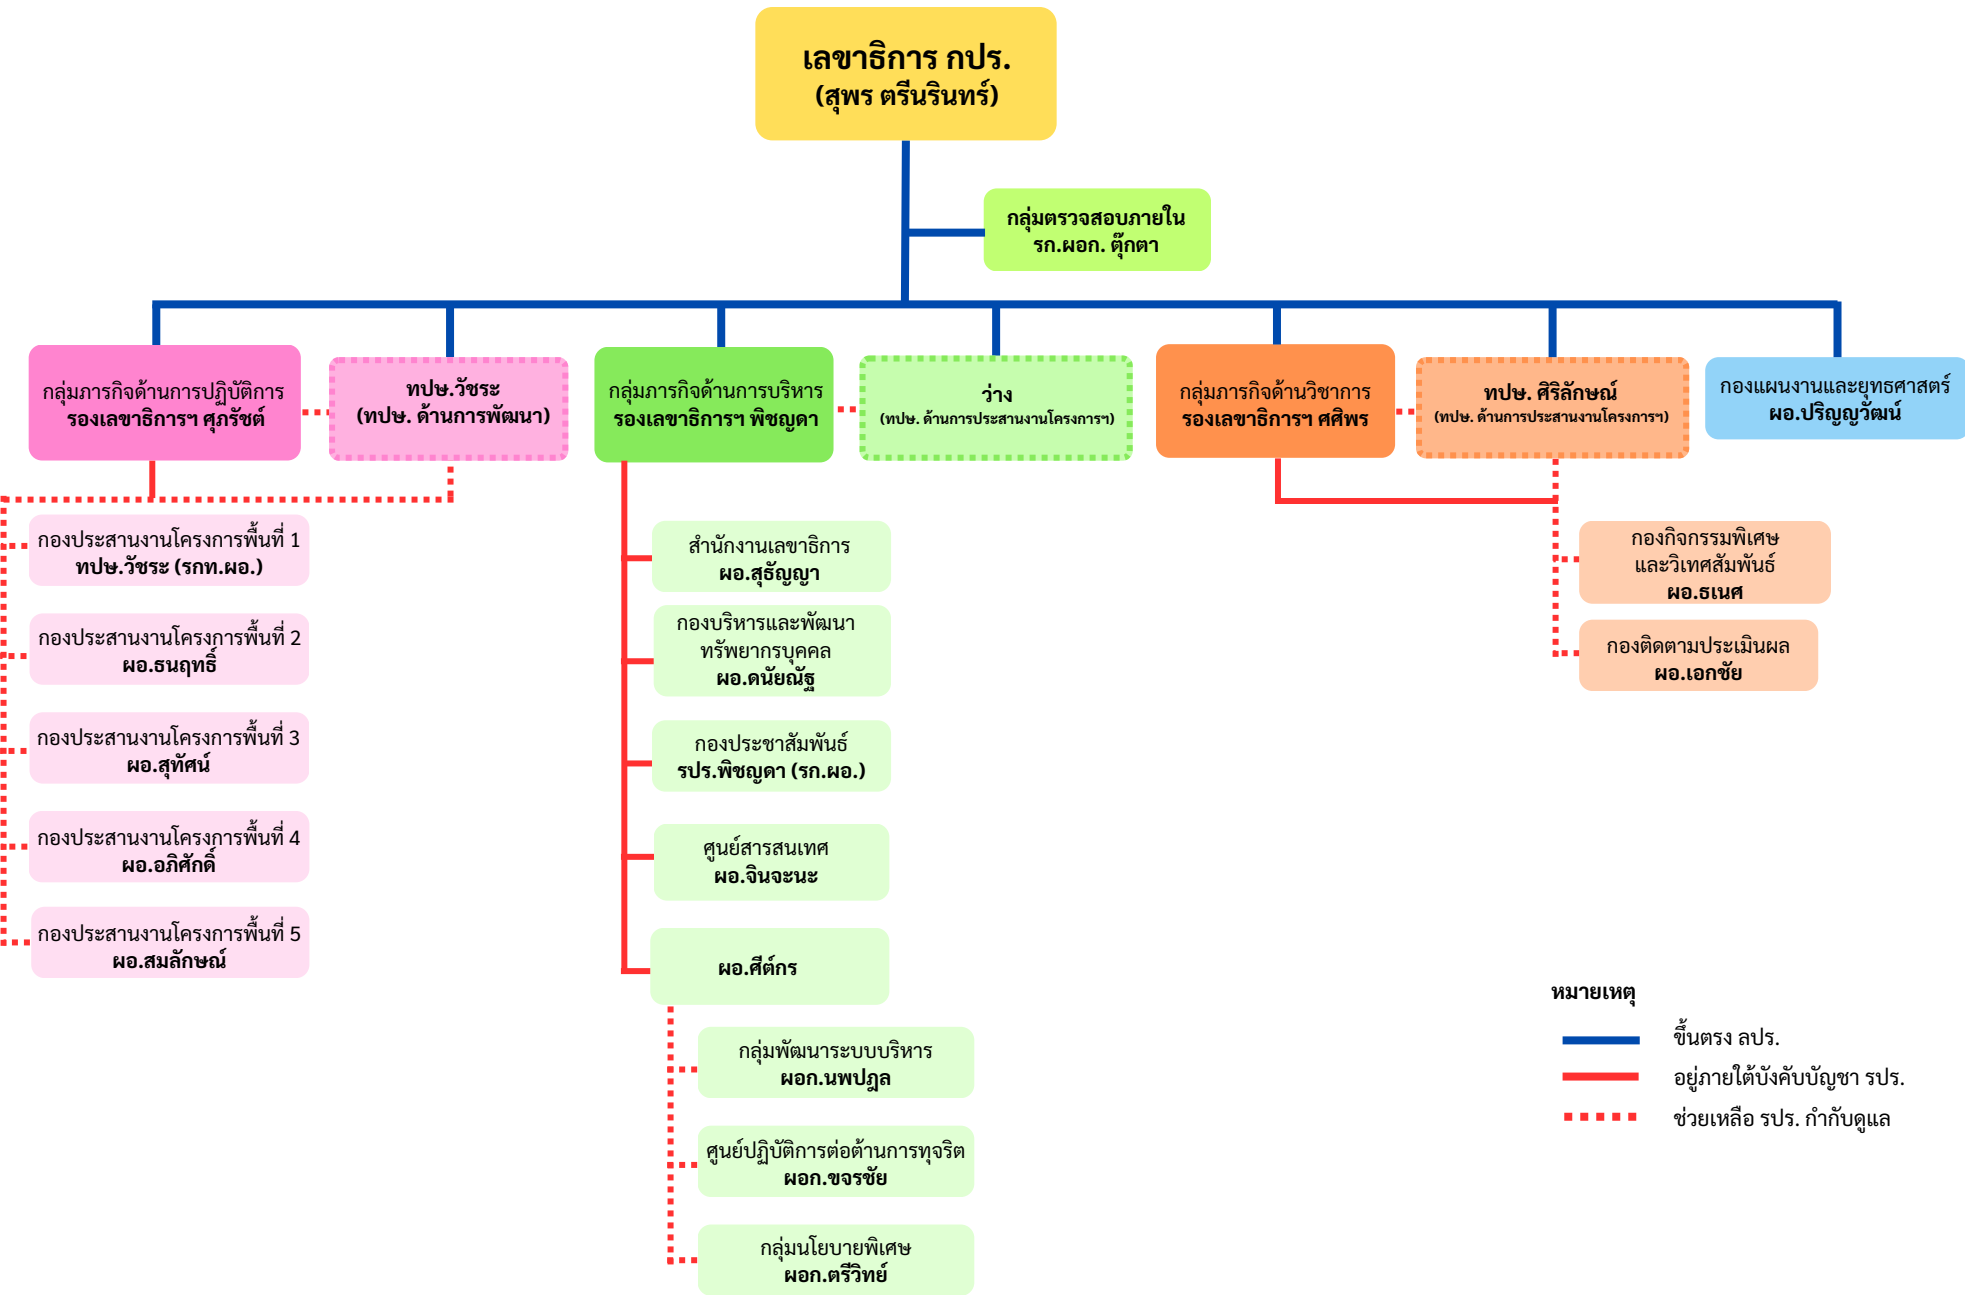 เลขาธิการ กปร.
(สุพร ตรีนรินทร์)
กลุ่มตรวจสอบภายใน
รก.ผอก. ตุ๊กตา
กลุ่มภารกิจด้านการปฏิบัติการ
รองเลขาธิการฯ ศุภรัชต์
ทปษ.วัชระ
(ทปษ. ด้านการพัฒนา)
กลุ่มภารกิจด้านการบริหาร
รองเลขาธิการฯ พิชญดา
ว่าง
(ทปษ. ด้านการประสานงานโครงการฯ)
กลุ่มภารกิจด้านวิชาการ
รองเลขาธิการฯ ศศิพร
ทปษ. ศิริลักษณ์
(ทปษ. ด้านการประสานงานโครงการฯ)
กองแผนงานและยุทธศาสตร์
ผอ.ปริญญวัฒน์
กองประสานงานโครงการพื้นที่ 1
ทปษ.วัชระ (รกท.ผอ.)
กองประสานงานโครงการพื้นที่ 2
ผอ.ธนฤทธิ์
กองประสานงานโครงการพื้นที่ 3
ผอ.สุทัศน์
กองประสานงานโครงการพื้นที่ 4
ผอ.อภิศักดิ์
กองประสานงานโครงการพื้นที่ 5
ผอ.สมลักษณ์
สำนักงานเลขาธิการ
ผอ.สุธัญญา
กองบริหารและพัฒนา
ทรัพยากรบุคคล
ผอ.ดนัยณัฐ
กองประชาสัมพันธ์
รปร.พิชญดา (รก.ผอ.)
ศูนย์สารสนเทศ
ผอ.จินจะนะ
ผอ.ศีต์กร
กลุ่มพัฒนาระบบบริหาร
ผอก.นพปฎล
ศูนย์ปฏิบัติการต่อต้านการทุจริต
ผอก.ขจรชัย
กลุ่มนโยบายพิเศษ
ผอก.ตรีวิทย์
กองกิจกรรมพิเศษ
และวิเทศสัมพันธ์
ผอ.ธเนศ
กองติดตามประเมินผล
ผอ.เอกชัย
หมายเหตุ
ขึ้นตรง ลปร.
อยู่ภายใต้บังคับบัญชา รปร.
ช่วยเหลือ รปร. กำกับดูแล